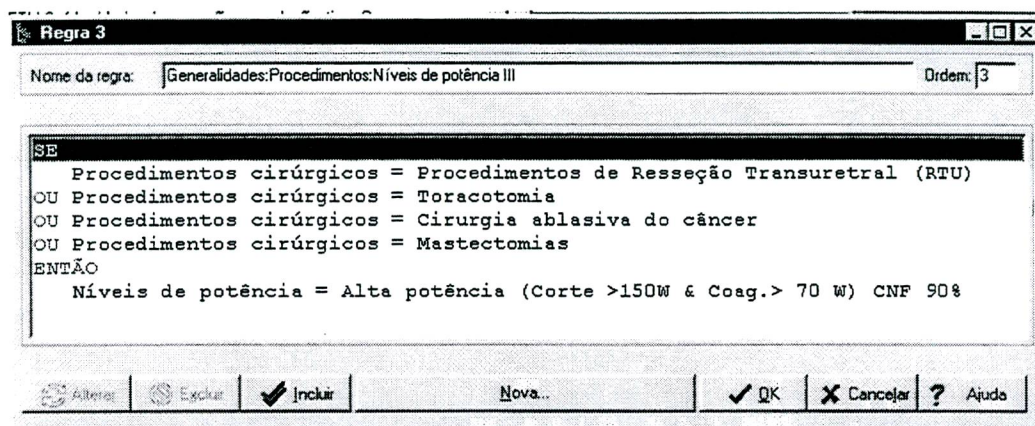 Regra 3
Nome da regra: Generalidades:Procedimentos:Níveis de potência III Ordem: 3
SE
Procedimentos cirúrgicos = Procedimentos de Resseção Transuretral (RTU)
OU Procedimentos cirúrgicos = Toracotomia
OU Procedimentos cirúrgicos = Cirurgia ablasiva do câncer
OU Procedimentos cirúrgicos = Mastectomias
ENTÃO
Níveis de potência = Alta potência (Corte >150W & Coag.> 70 W) CNF 90%
Alterar Excluir Incluir Nova... OK Cancelar ? Ajuda